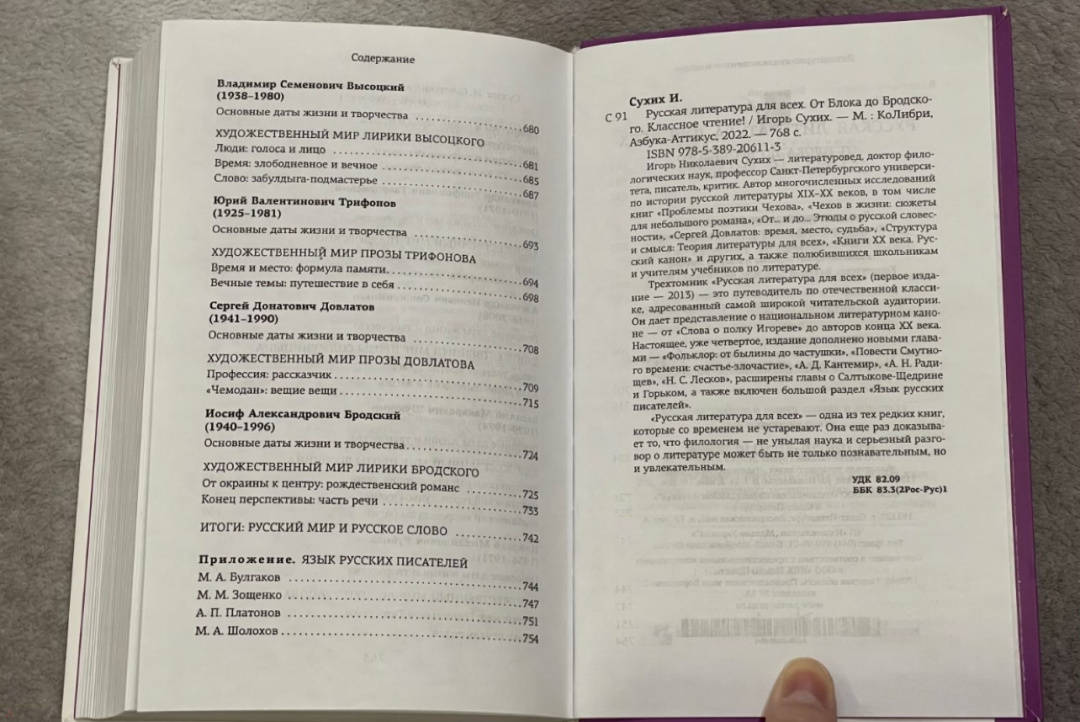 Содержание
Владимир Семенович Высоцкий
(1938–1980)
Основные даты жизни и творчества 680
ХУДОЖЕСТВЕННЫЙ МИР ЛИРИКИ ВЫСОЦКОГО
Люди: голоса и лицо 681
Время: злободневное и вечное 685
Слово: забулдыга-подмастерье 687
Юрий Валентинович Трифонов
(1925–1981)
Основные даты жизни и творчества 693
ХУДОЖЕСТВЕННЫЙ МИР ПРОЗЫ ТРИФОНОВА
Время и место: формула памяти. 694
Вечные темы: путешествие в себя 698
Сергей Донатович Довлатов
(1941–1990)
Основные даты жизни и творчества 708
ХУДОЖЕСТВЕННЫЙ МИР ПРОЗЫ ДОВЛАТОВА
Профессия: рассказчик 709
«Чемодан»: вещие вещи 715
Иосиф Александрович Бродский
(1940–1996)
Основные даты жизни и творчества 724
ХУДОЖЕСТВЕННЫЙ МИР ЛИРИКИ БРОДСКОГО
От окраины к центру: рождественский романс 725
Конец перспективы: часть речи 733
ИТОГИ: РУССКИЙ МИР И РУССКОЕ СЛОВО 742
Приложение. ЯЗЫК РУССКИХ ПИСАТЕЛЕЙ
М. А. Булгаков 744
М. М. Зощенко 747
А. П. Платонов 751
М. А. Шолохов 754
Сухих И.
С 91 Русская литература для всех. От Блока до Бродско-
го. Классное чтение! / Игорь Сухих. — М. : КоЛибри,
Азбука-Аттикус, 2022. — 768 с.
ISBN 978-5-389-20611-3
Игорь Николаевич Сухих — литературовед, доктор фило-
логических наук, профессор Санкт-Петербургского универси-
тета, писатель, критик. Автор многочисленных исследований
по истории русской литературы XIX–XX веков, в том числе
книг «Проблемы поэтики Чехова», «Чехов в жизни: сюжеты
для небольшого романа», «От... и до... Этюды о русской словес-
ности», «Сергей Довлатов: время, место, судьба», «Структура
и смысл: Теория литературы для всех», «Книги XX века. Рус-
ский канон» и других, а также полюбившихся школьникам
и учителям учебников по литературе.
Трехтомник «Русская литература для всех» (первое изда-
ние — 2013) — это путеводитель по отечественной класси-
ке, адресованный самой широкой читательской аудитории.
Он дает представление о национальном литературном кано-
не — от «Слова о полку Игореве» до авторов конца XX века.
Настоящее, уже четвертое, издание дополнено новыми глава-
ми — «Фольклор: от былины до частушки», «Повести Смутно-
го времени: счастье-злочастие», «А. Д. Кантемир», «А. Н. Ради-
щев», «Н. С. Лесков», расширены главы о Салтыкове-Щедрине
и Горьком, а также включен большой раздел «Язык русских
писателей».
«Русская литература для всех» — одна из тех редких книг,
которые со временем не устаревают. Она еще раз доказыва-
ет то, что филология — не унылая наука и серьезный разго-
вор о литературе может быть не только познавательным, но
и увлекательным.
УДК 82.09
ББК 83.3(2Рос-Рус)1